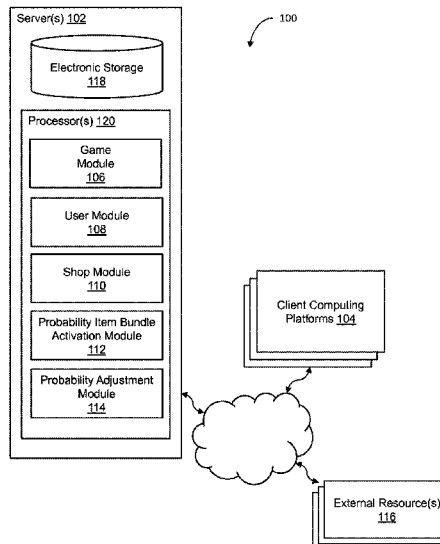 Server(s) 102
100
Electronic Storage
118
Processor(s) 120
Game
Module
106
User Module
108
Shop Module
110
Probability Item Bundle
Activation Module
112
Probability Adjustment
Module
114
Client Computing
Platforms 104
External Resource(s)
116